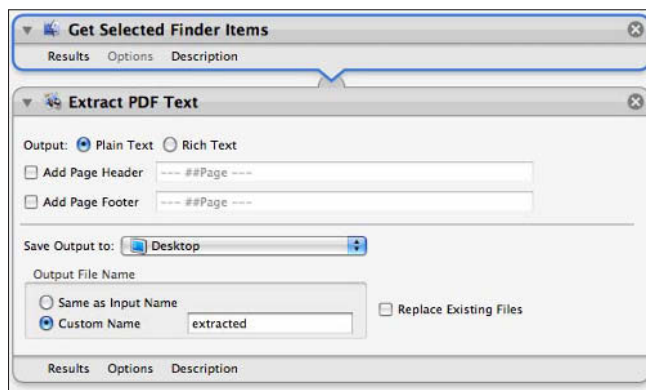 Get Selected Finder Items
Results Options Description
Extract PDF Text
Output: Plain Text Rich Text
Add Page Header --- ##Page ---
Add Page Footer --- ##Page ---
Save Output to: Desktop
Output File Name
Same as Input Name
Custom Name extracted
Replace Existing Files
Results Options Description